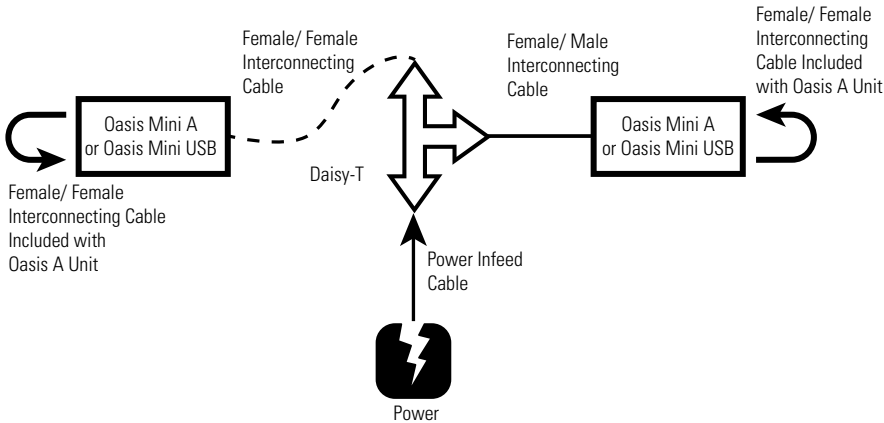 Female/ Female
Interconnecting
Cable
Female/ Male
Interconnecting
Cable
Female/ Female
Interconnecting
Cable Included
with Oasis A Unit
Oasis Mini A
or Oasis Mini USB
Oasis Mini A
or Oasis Mini USB
Daisy-T
Female/ Female
Interconnecting Cable
Included with
Oasis A Unit
Power Infeed
Cable
Power